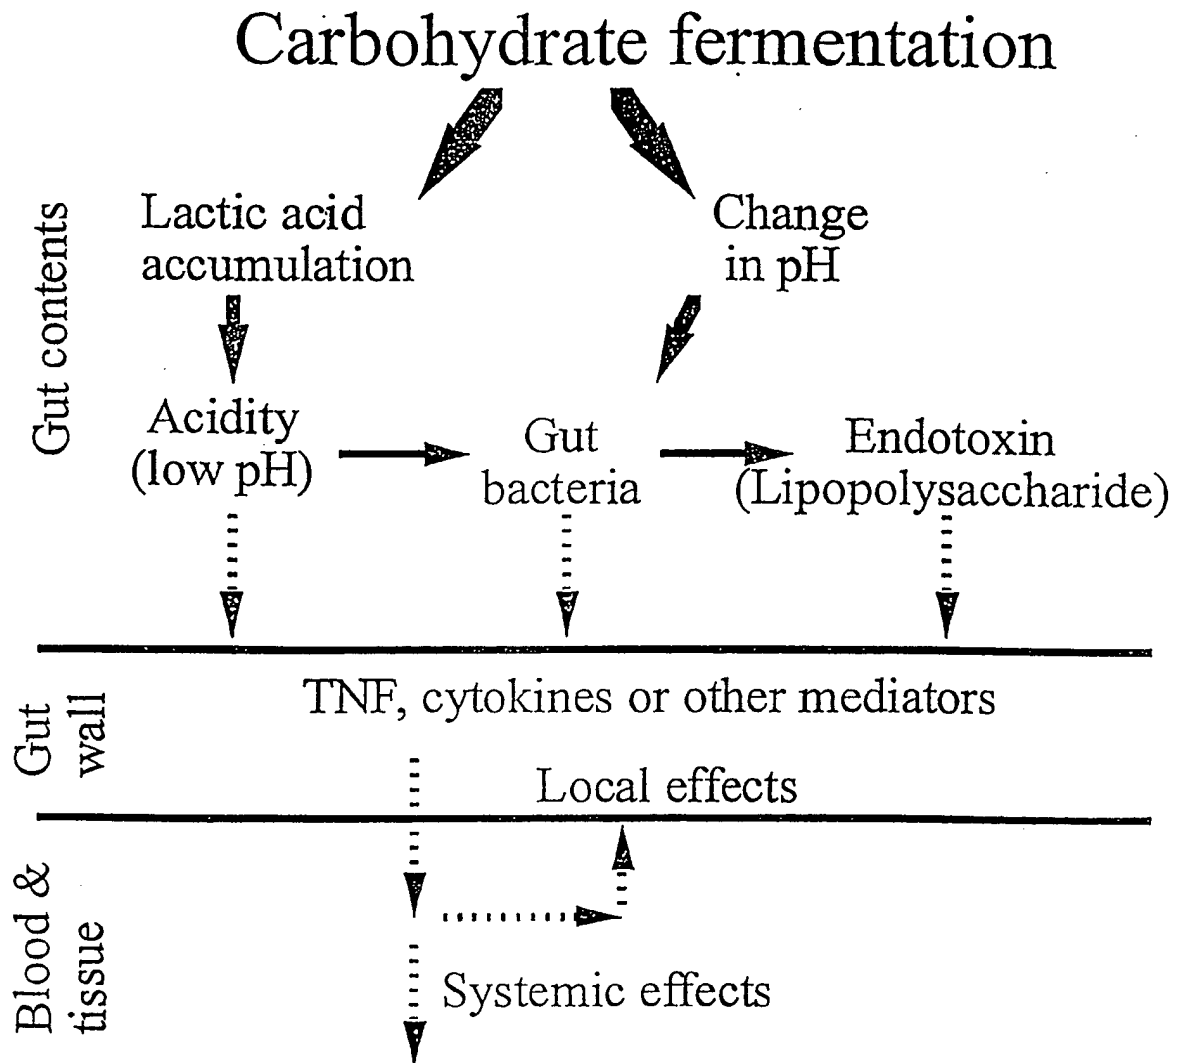 Carbohydrate fermentation
Gut contents
Lactic acid
accumulation
Change
in pH
Acidity
(low pH)
Gut
bacteria
Endotoxin
(Lipopolysaccharide)
Gut
wall
TNF, cytokines or other mediators
Local effects
Blood &
tissue
Systemic effects